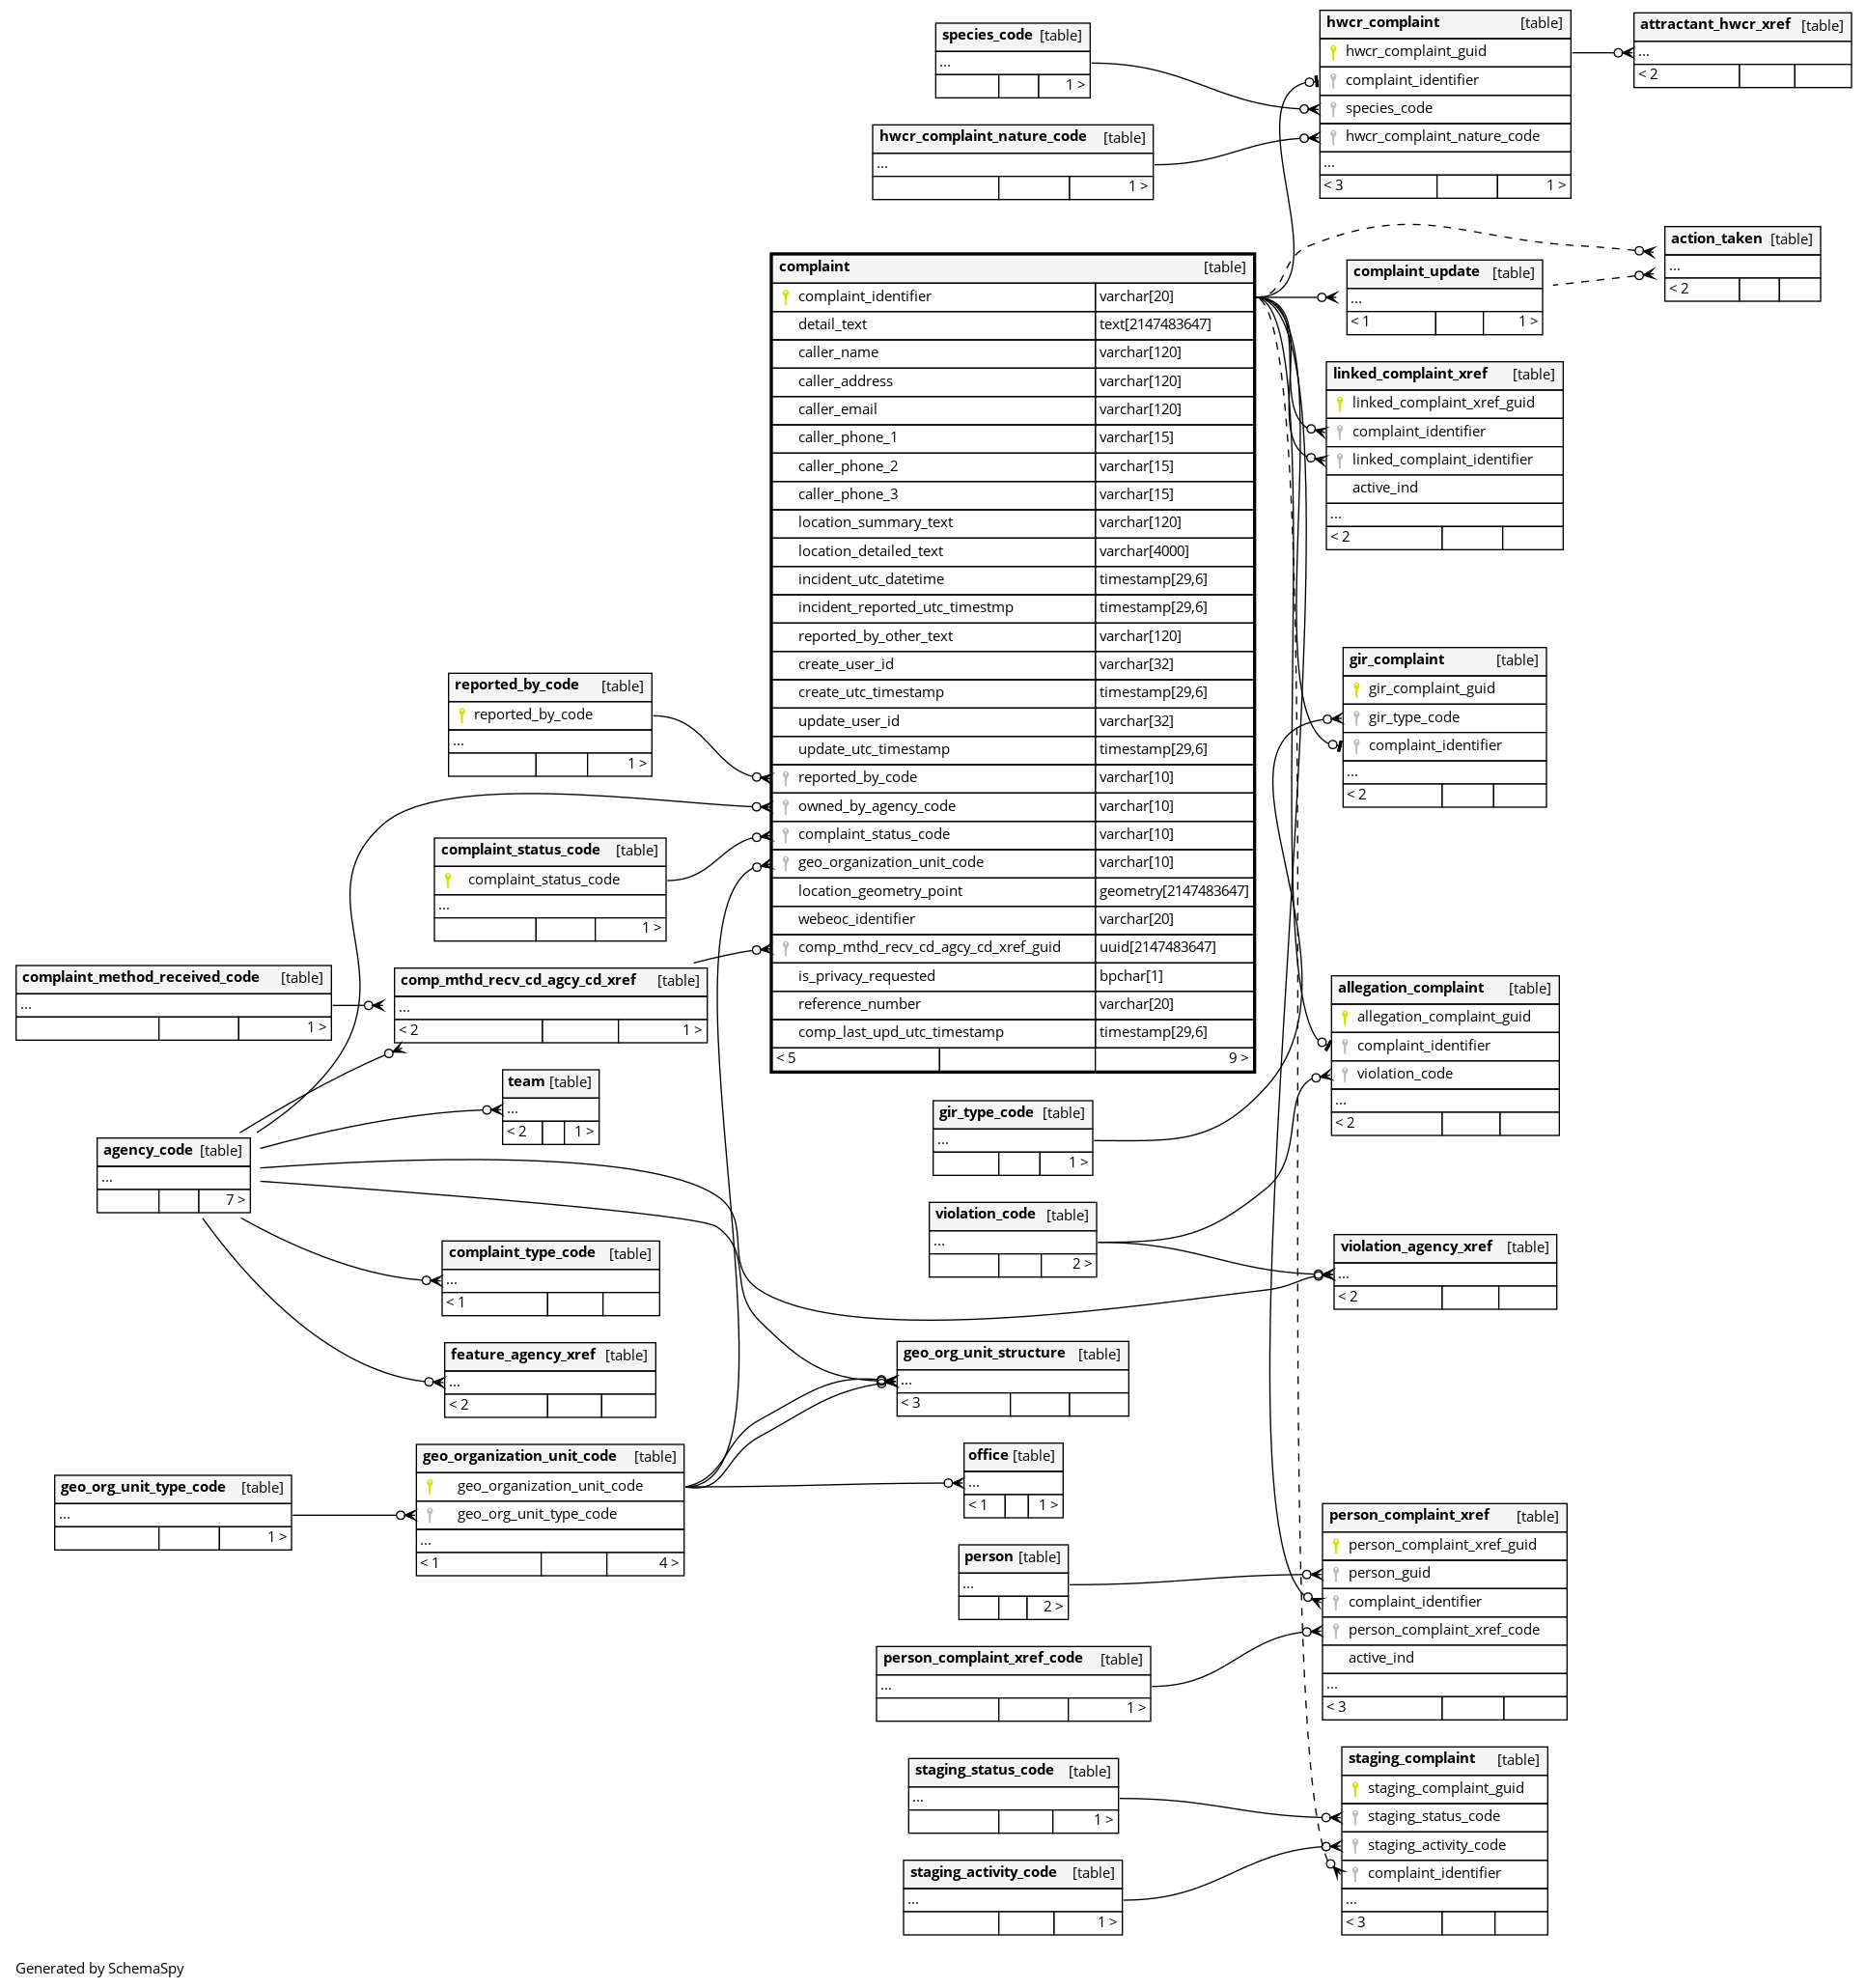 species_code [table]
...
1 >
hwcr_complaint_nature_code [table]
...
1 >
hwcr_complaint [table]
hwcr_complaint_guid
complaint_identifier
species_code
hwcr_complaint_nature_code
...
< 3 1 >
attractant_hwcr_xref [table]
...
< 2
action_taken [table]
...
< 2
complaint_update [table]
...
< 1 1 >
linked_complaint_xref [table]
linked_complaint_xref_guid
complaint_identifier
linked_complaint_identifier
active_ind
...
< 2
complaint [table]
complaint_identifier varchar[20]
detail_text text[2147483647]
caller_name varchar[120]
caller_address varchar[120]
caller_email varchar[120]
caller_phone_1 varchar[15]
caller_phone_2 varchar[15]
caller_phone_3 varchar[15]
location_summary_text varchar[120]
location_detailed_text varchar[4000]
incident_utc_datetime timestamp[29,6]
incident_reported_utc_timestmp timestamp[29,6]
reported_by_other_text varchar[120]
create_user_id varchar[32]
create_utc_timestamp timestamp[29,6]
update_user_id varchar[32]
update_utc_timestamp timestamp[29,6]
reported_by_code varchar[10]
owned_by_agency_code varchar[10]
complaint_status_code varchar[10]
geo_organization_unit_code varchar[10]
location_geometry_point geometry[2147483647]
webeoc_identifier varchar[20]
comp_mthd_recv_cd_agcy_cd_xref_guid uuid[2147483647]
is_privacy_requested bpchar[1]
reference_number varchar[20]
comp_last_upd_utc_timestamp timestamp[29,6]
< 5 9 >
reported_by_code [table]
reported_by_code
...
1 >
complaint_status_code [table]
complaint_status_code
...
1 >
complaint_method_received_code [table]
...
1 >
comp_mthd_recv_cd_agcy_cd_xref [table]
...
< 2 1 >
team [table]
...
< 2 1 >
agency_code [table]
...
7 >
complaint_type_code [table]
...
< 1
feature_agency_xref [table]
...
< 2
geo_org_unit_type_code [table]
...
1 >
geo_organization_unit_code [table]
geo_organization_unit_code
geo_org_unit_type_code
...
< 1 4 >
gir_complaint [table]
gir_complaint_guid
gir_type_code
complaint_identifier
...
< 2
allegation_complaint [table]
allegation_complaint_guid
complaint_identifier
violation_code
...
< 2
gir_type_code [table]
...
1 >
violation_code [table]
...
2 >
violation_agency_xref [table]
...
< 2
geo_org_unit_structure [table]
...
< 3
office [table]
...
< 1 1 >
person [table]
...
2 >
person_complaint_xref_code [table]
...
1 >
person_complaint_xref [table]
person_complaint_xref_guid
person_guid
complaint_identifier
person_complaint_xref_code
active_ind
...
< 3
staging_status_code [table]
...
1 >
staging_activity_code [table]
...
1 >
staging_complaint [table]
staging_complaint_guid
staging_status_code
staging_activity_code
complaint_identifier
...
< 3
Generated by SchemaSpy